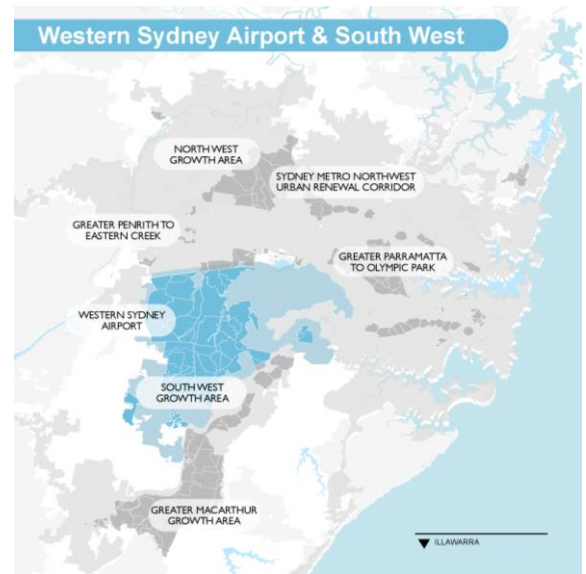 Western Sydney Airport & South West
NORTH WEST
GROWTH AREA
SYDNEY METRO NORTHWEST
URBAN RENEWAL CORRIDOR
GREATER PENRITH TO
EASTERN CREEK
GREATER PARRAMATTA
TO OLYMPIC PARK
WESTERN SYDNEY
AIRPORT
SOUTH WEST
GROWTH AREA
GREATER MACARTHUR
GROWTH AREA
ILLAWARRA